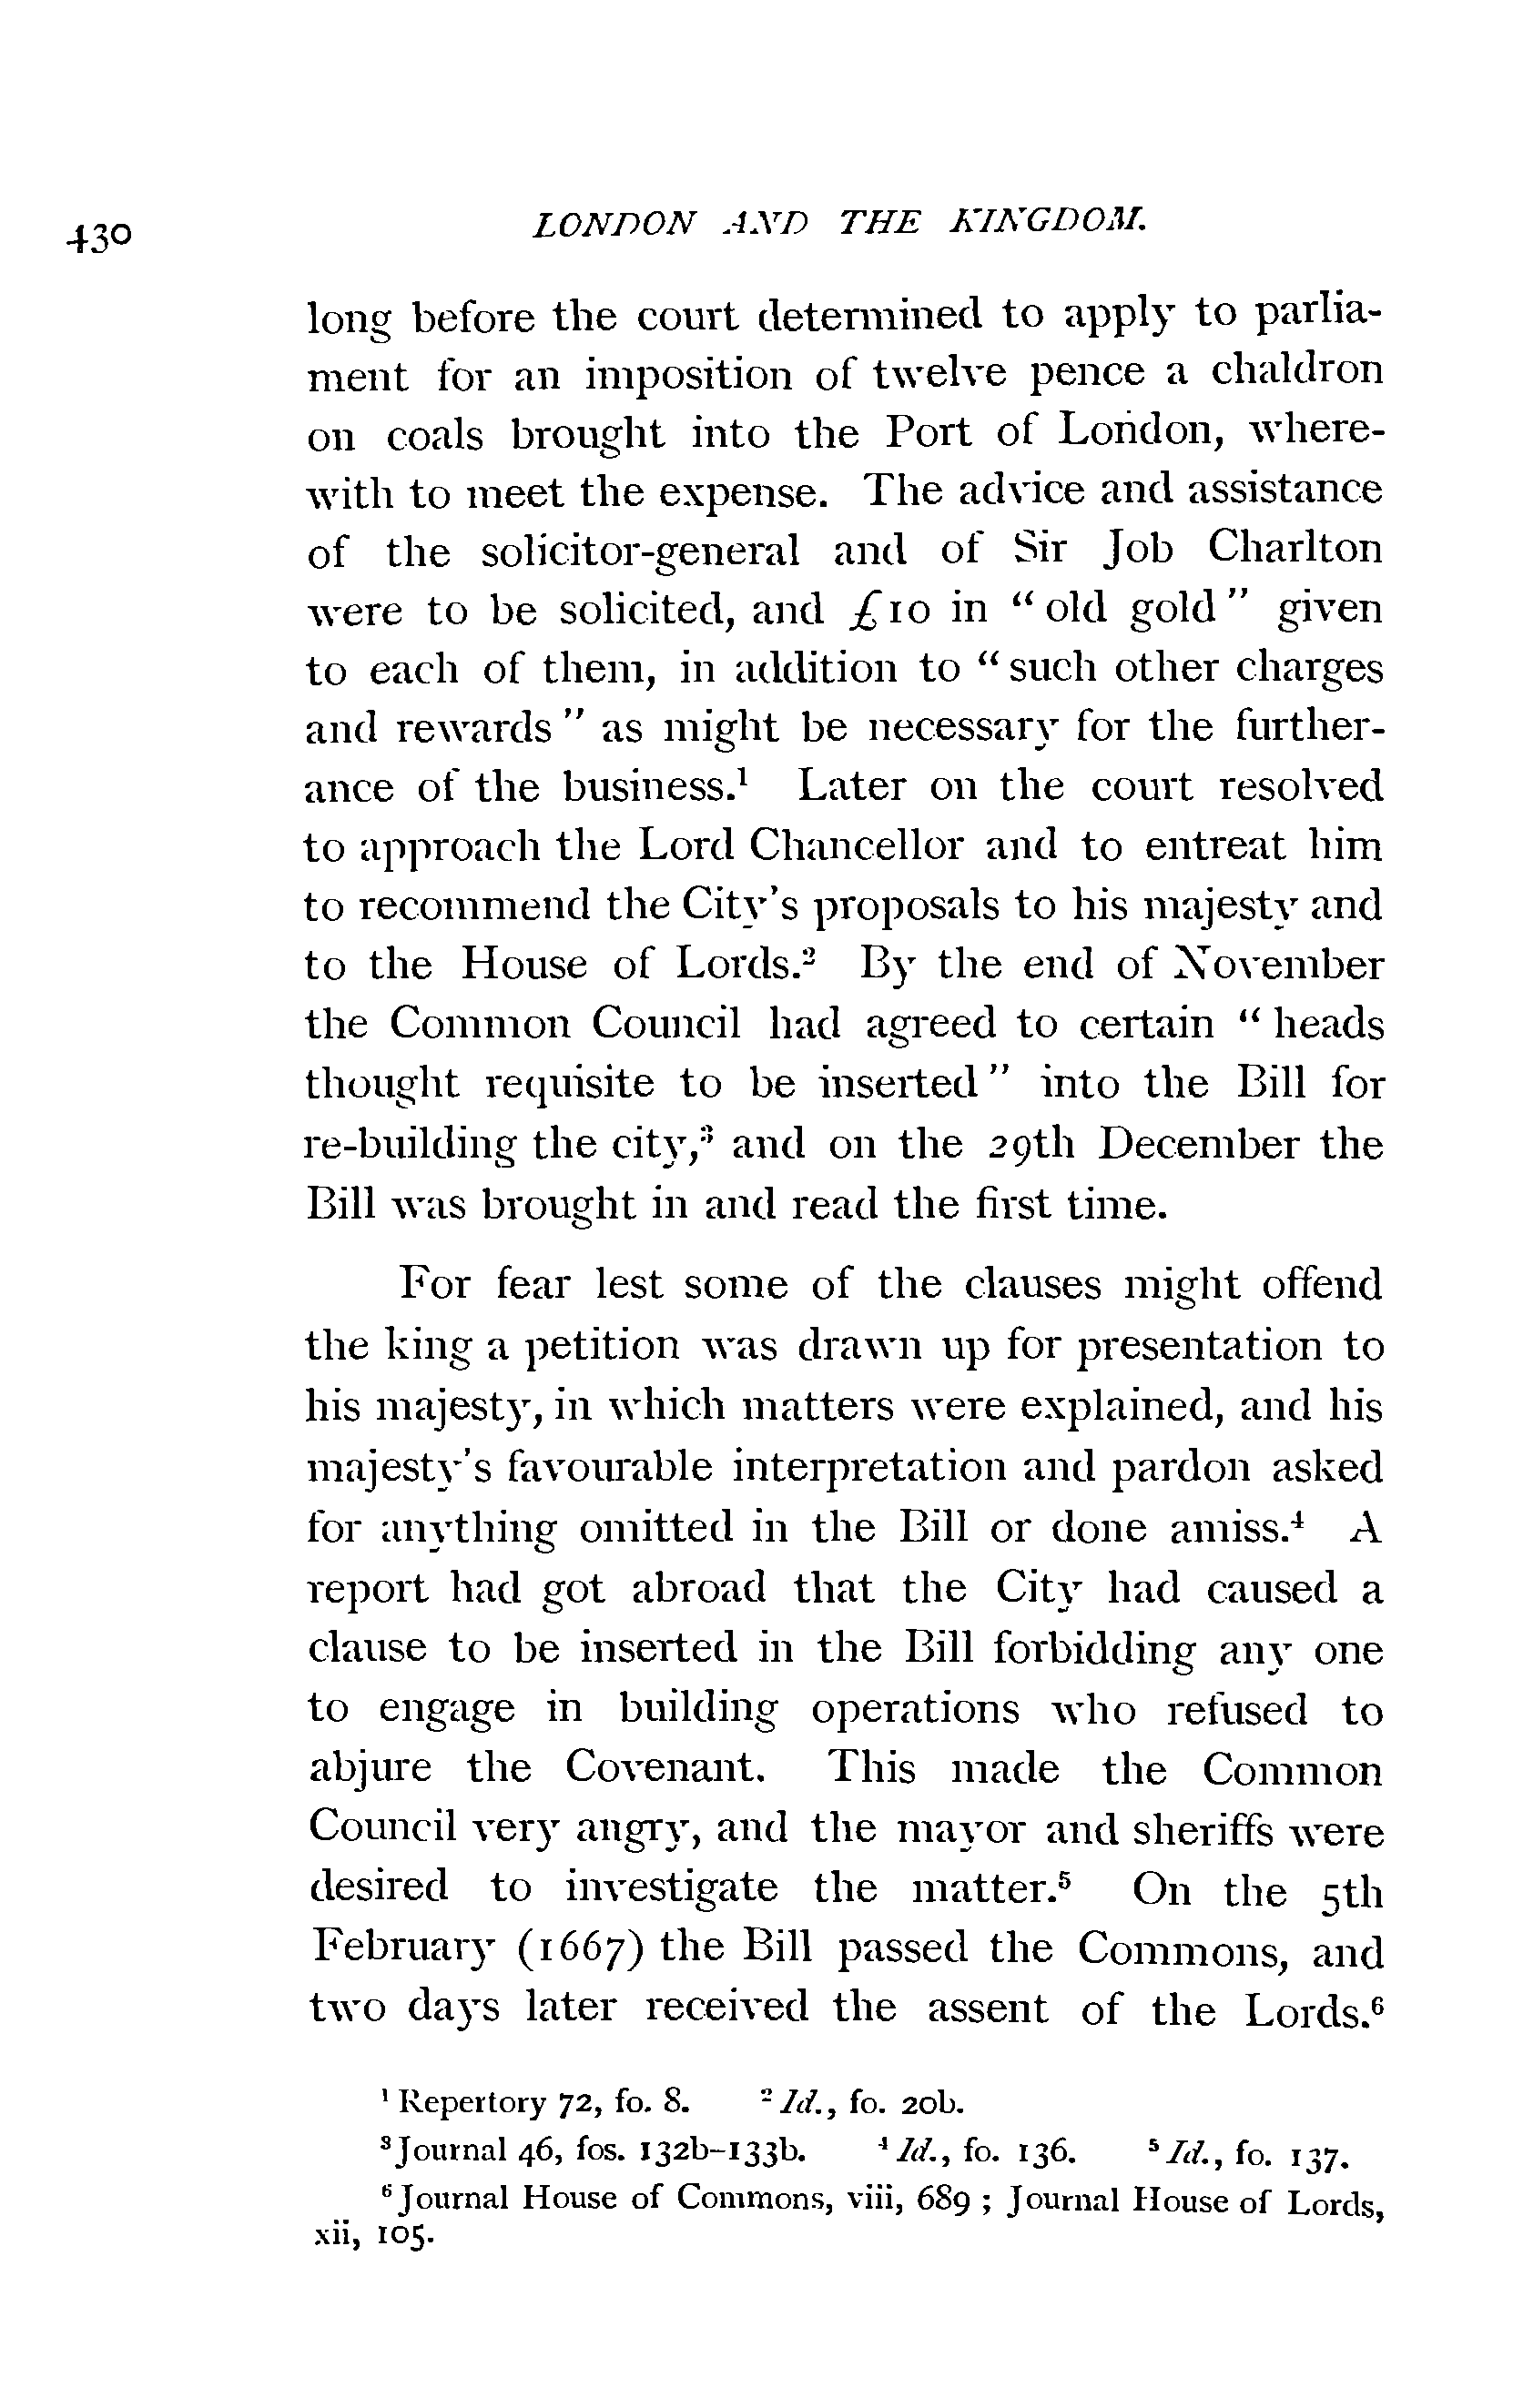 430 LONDON AND THE KINGDOM.
long before the court determined to apply to parlia-
ment for an imposition of twelve pence a chaldron
on coals brought into the Port of London, where-
with to meet the expense. The advice and assistance
of the solicitor-general and of Sir Job Charlton
were to be solicited, and £10 in “old gold” given
to each of them, in addition to “such other charges
and rewards” as might be necessary for the further-
ance of the business.¹ Later on the court resolved
to approach the Lord Chancellor and to entreat him
to recommend the City's proposals to his majesty and
to the House of Lords.² By the end of November
the Common Council had agreed to certain “heads
thought requisite to be inserted” into the Bill for
re-building the city,³ and on the 29th December the
Bill was brought in and read the first time.
For fear lest some of the clauses might offend
the king a petition was drawn up for presentation to
his majesty, in which matters were explained, and his
majesty's favourable interpretation and pardon asked
for anything omitted in the Bill or done amiss.⁴ A
report had got abroad that the City had caused a
clause to be inserted in the Bill forbidding any one
to engage in building operations who refused to
abjure the Covenant. This made the Common
Council very angry, and the mayor and sheriffs were
desired to investigate the matter.⁵ On the 5th
February (1667) the Bill passed the Commons, and
two days later received the assent of the Lords.⁶
¹ Repertory 72, fo. 8. ² Id., fo. 20b.
³ Journal 46, fos. 132b-133b. ⁴ Id., fo. 136. ⁵ Id., fo. 137.
⁶ Journal House of Commons, viii, 689 ; Journal House of Lords,
xii, 105.